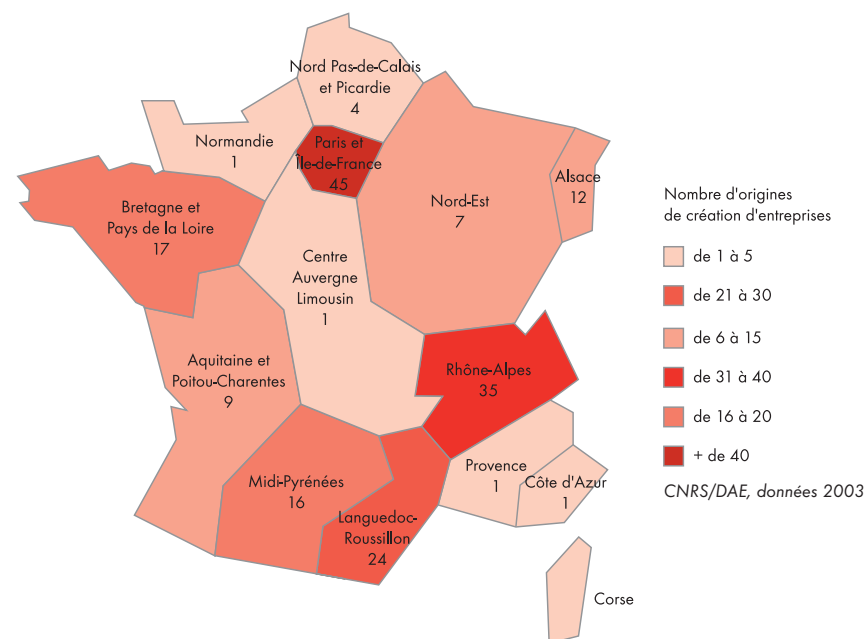 Nord Pas-de-Calais
et Picardie
4
Normandie
1
Paris et
Île-de-France
45
Alsace
12
Nord-Est
7
Bretagne et
Pays de la Loire
17
Centre
Auvergne
Limousin
1
Aquitaine et
Poitou-Charentes
9
Rhône-Alpes
35
Midi-Pyrénées
16
Languedoc-
Roussillon
24
Provence
1
Côte d'Azur
1
Corse
Nombre d'origines
de création d'entreprises
de 1 à 5
de 21 à 30
de 6 à 15
de 31 à 40
de 16 à 20
+ de 40
CNRS/DAE, données 2003